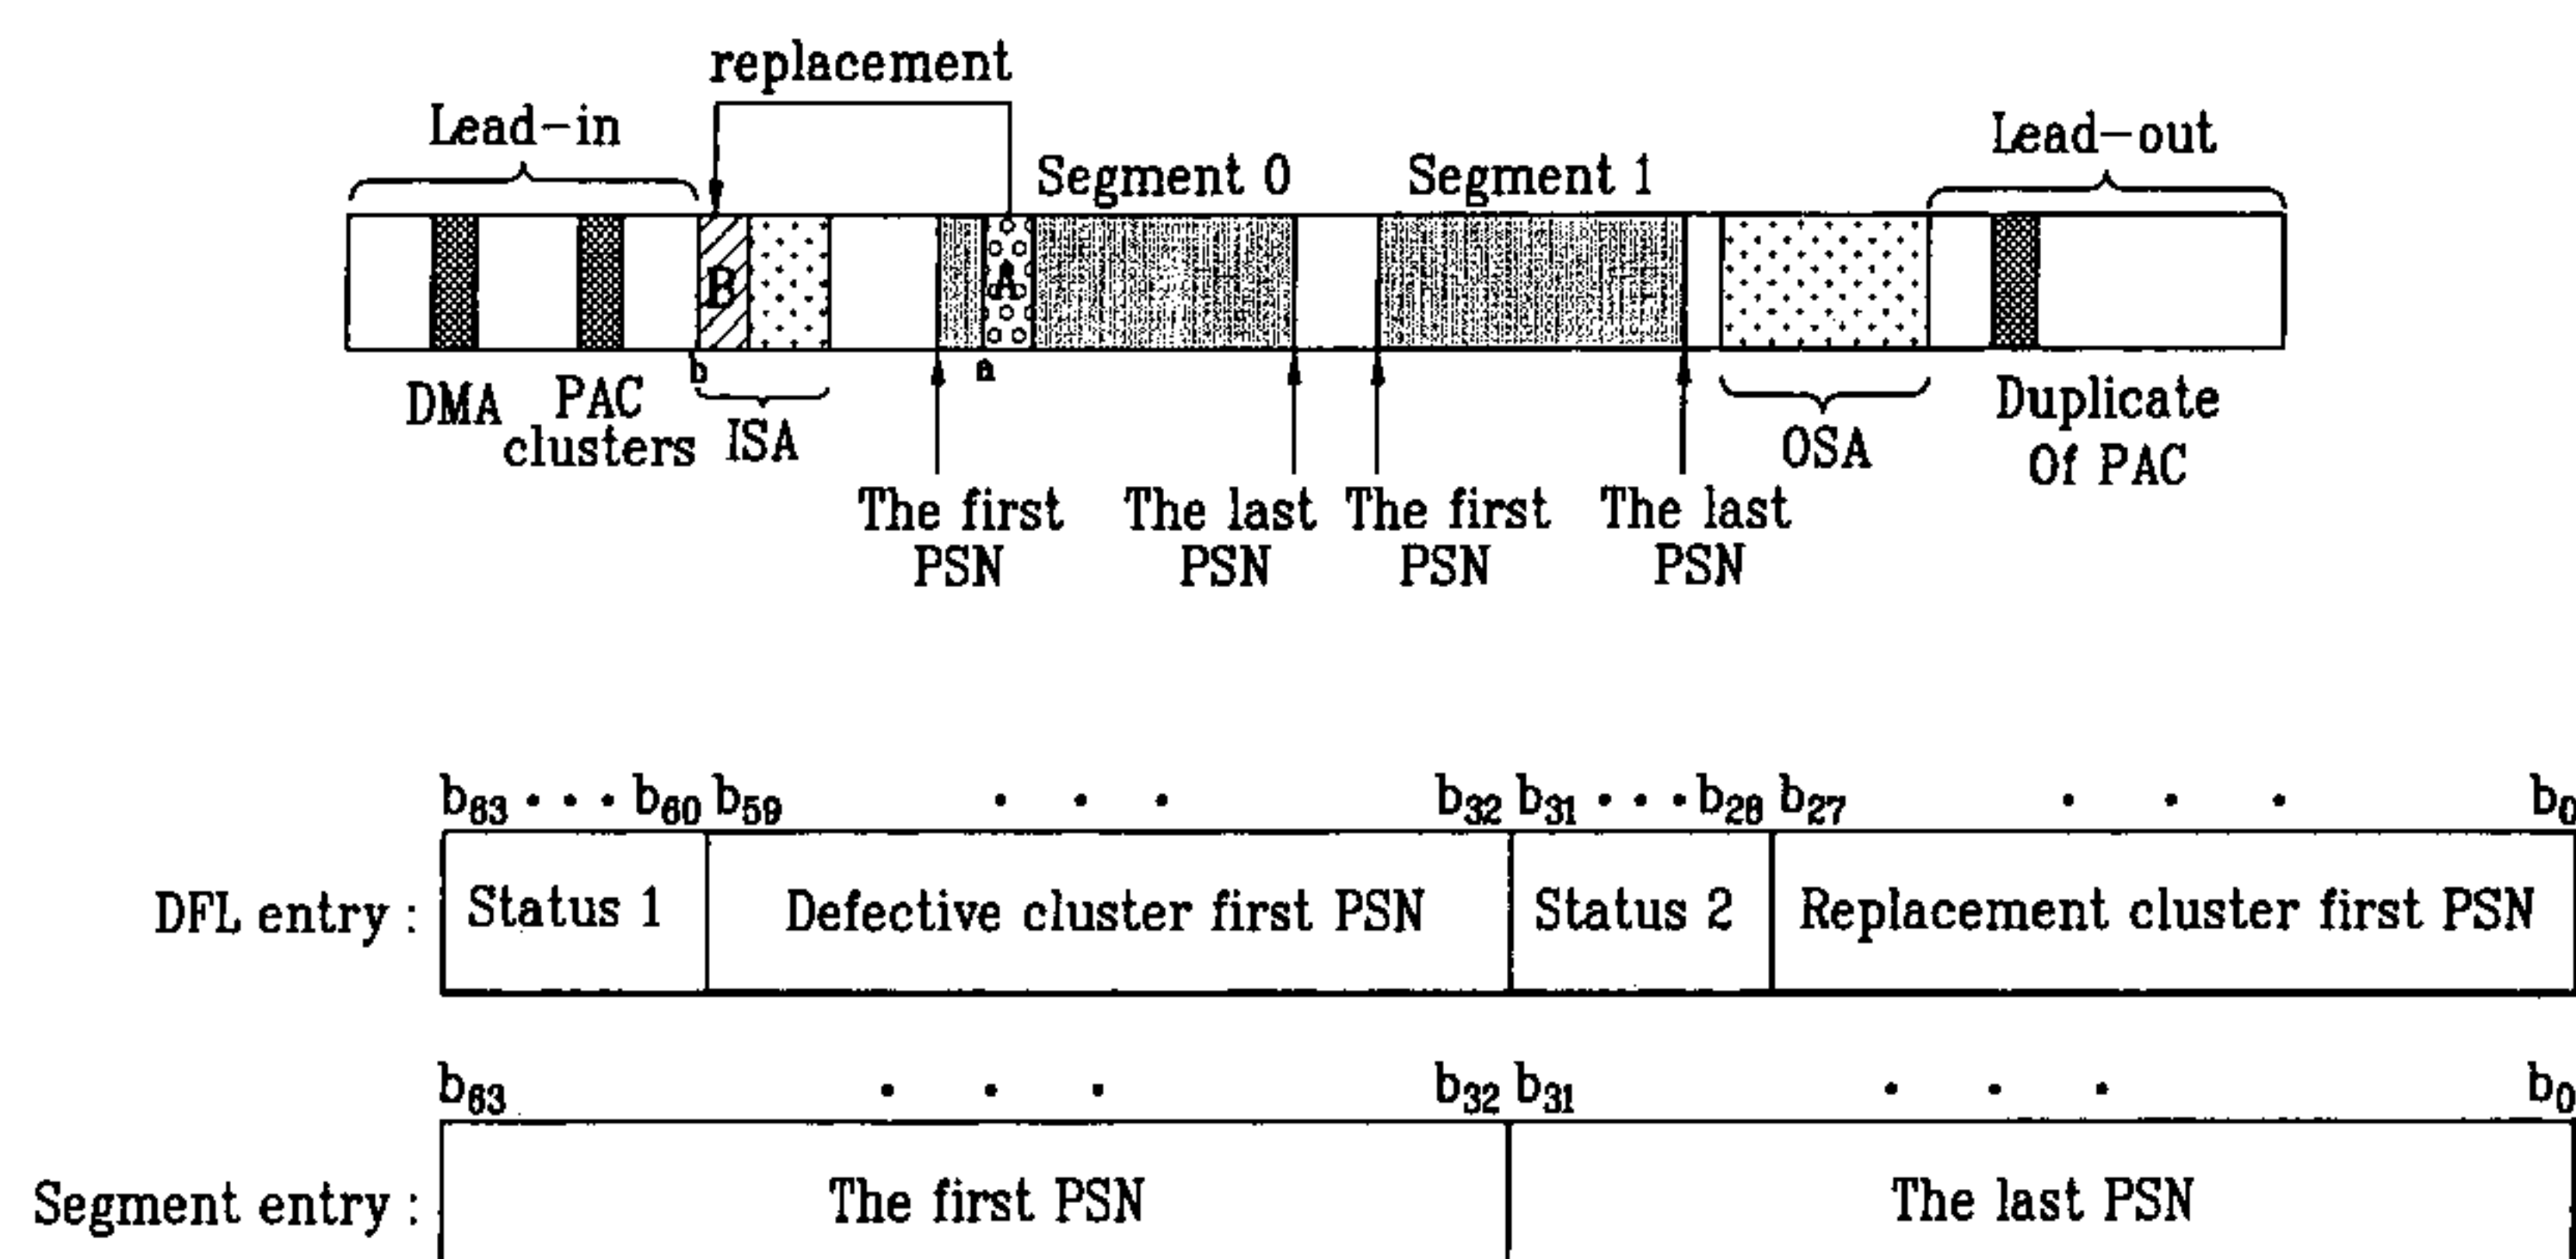 replacement
Lead-in
Lead-out
Segment 0
Segment 1
B
A
b
a
DMA
PAC
clusters
ISA
OSA
Duplicate
Of PAC
The first
PSN
The last
PSN
The first
PSN
The last
PSN
b63 • • • b60 b59 • • • b32 b31 • • • b28 b27 • • • b0
DFL entry : Status 1 Defective cluster first PSN Status 2 Replacement cluster first PSN
b63 • • • b32 b31 • • • b0
Segment entry : The first PSN The last PSN